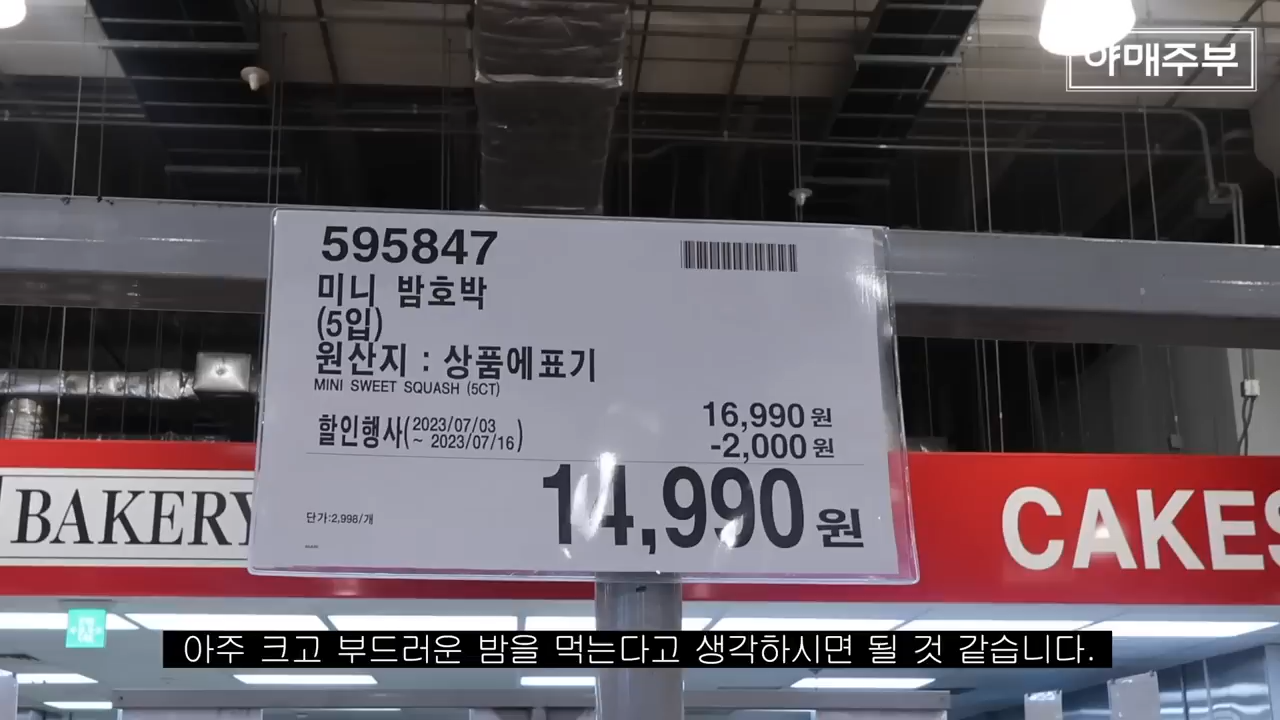 야매주부
595847
미니 밤호박
(5입)
원산지 : 상품에표기
MINI SWEET SQUASH (5CT)
할인행사(2023/07/03
~ 2023/07/16)
16,990 원
-2,000 원
14,990 원
단가:2,998/개
BAKERY
CAKES
아주 크고 부드러운 밤을 먹는다고 생각하시면 될 것 같습니다.